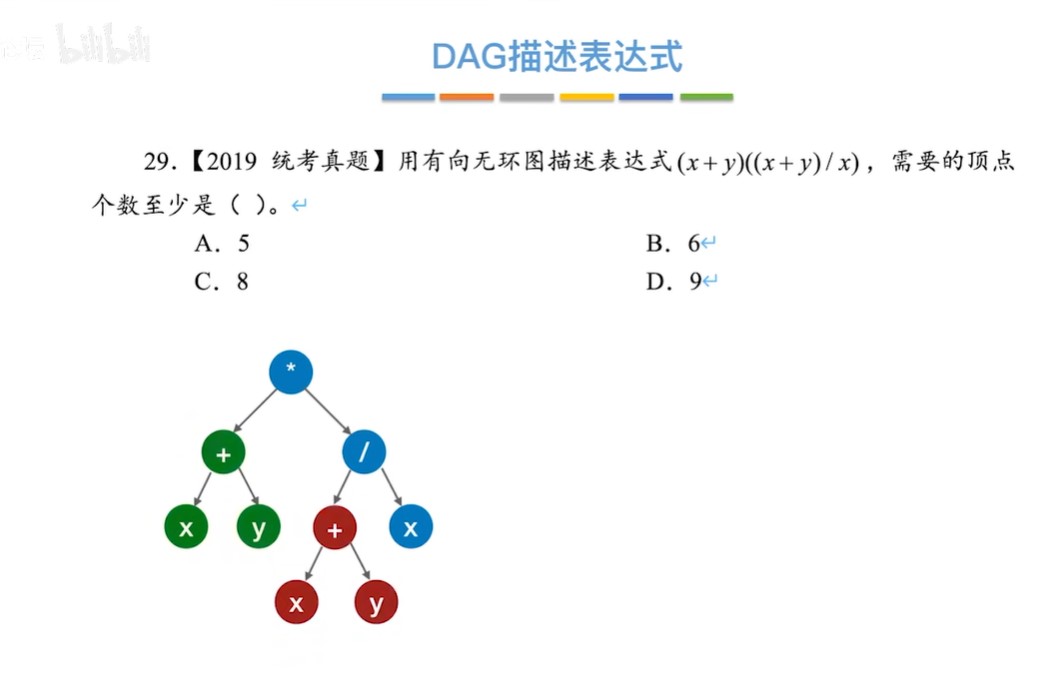 bilibili
DAG描述表达式
29.【2019 统考真题】用有向无环图描述表达式(x+y)((x+y)/x)，需要的顶点
个数至少是（ ）。↵
A. 5 B. 6↵
C. 8 D. 9↵
*
+ /
x y + x
x y